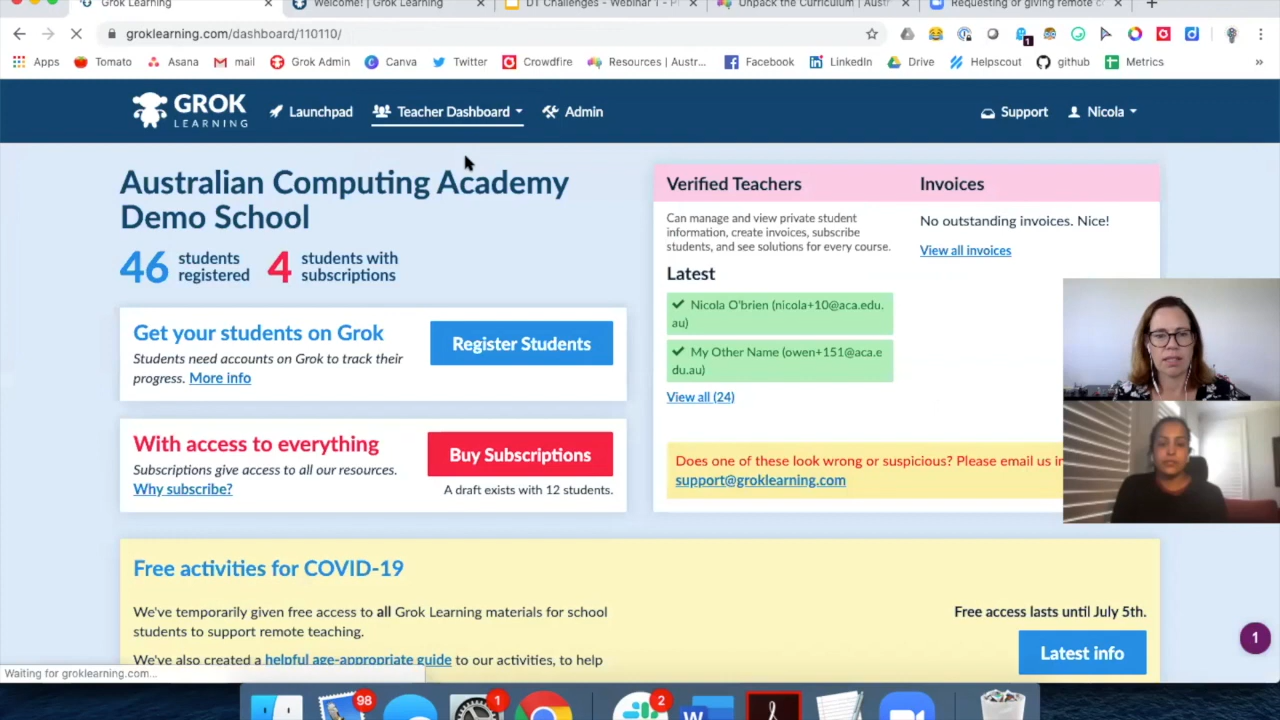 Grok Learning
Welcome! | Grok Learning
DT Challenges - Webinar 1 - P
Unpack the Curriculum | Aust
Requesting or giving remote c
groklearning.com/dashboard/110110/
1
Apps
Tomato
Asana
mail
Grok Admin
Canva
Twitter
Crowdfire
Resources | Austr...
Facebook
LinkedIn
Drive
Helpscout
github
Metrics
»
GROK
LEARNING
Launchpad
Teacher Dashboard
Admin
Support
Nicola
Australian Computing Academy
Demo School
46 students
registered
4 students with
subscriptions
Get your students on Grok
Students need accounts on Grok to track their
progress. More info
Register Students
With access to everything
Subscriptions give access to all our resources.
Why subscribe?
Buy Subscriptions
A draft exists with 12 students.
Verified Teachers
Can manage and view private student
information, create invoices, subscribe
students, and see solutions for every course.
Latest
Nicola O'brien (nicola+10@aca.edu.
au)
My Other Name (owen+151@aca.e
du.au)
View all (24)
Invoices
No outstanding invoices. Nice!
View all invoices
Does one of these look wrong or suspicious? Please email us
support@groklearning.com
Free activities for COVID-19
We've temporarily given free access to all Grok Learning materials for school
students to support remote teaching.
We've also created a helpful age-appropriate guide to our activities, to help
Free access lasts until July 5th.
Latest info
1
Waiting for groklearning.com...
98
1
2
W